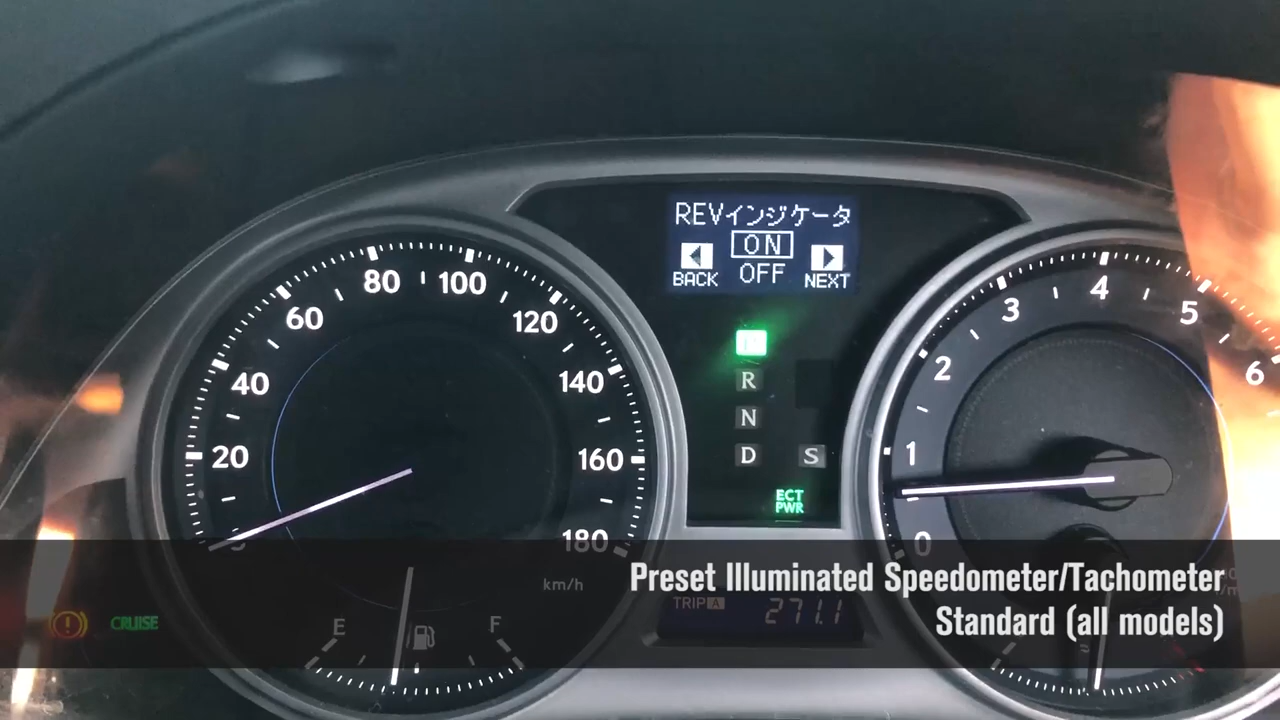 REVインジケータ
ON
OFF
BACK
NEXT
20
40
60
80
100
120
140
160
180
km/h
E
F
R
N
D
S
ECT
PWR
0
1
2
3
4
5
6
TRIP A
271.1
CRUISE
Preset Illuminated Speedometer/Tachometer
Standard (all models)